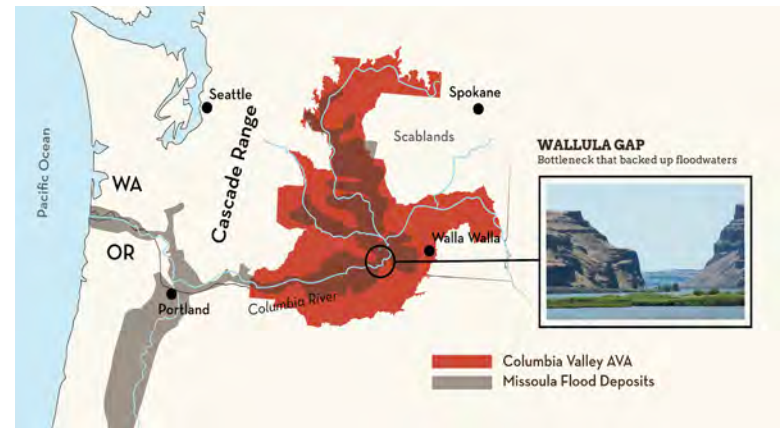 Seattle
Spokane
Cascade Range
Scablands
Pacific Ocean
WALLULA GAP
Bottleneck that backed up floodwaters
WA
OR
Walla Walla
Columbia River
Portland
Columbia Valley AVA
Missoula Flood Deposits